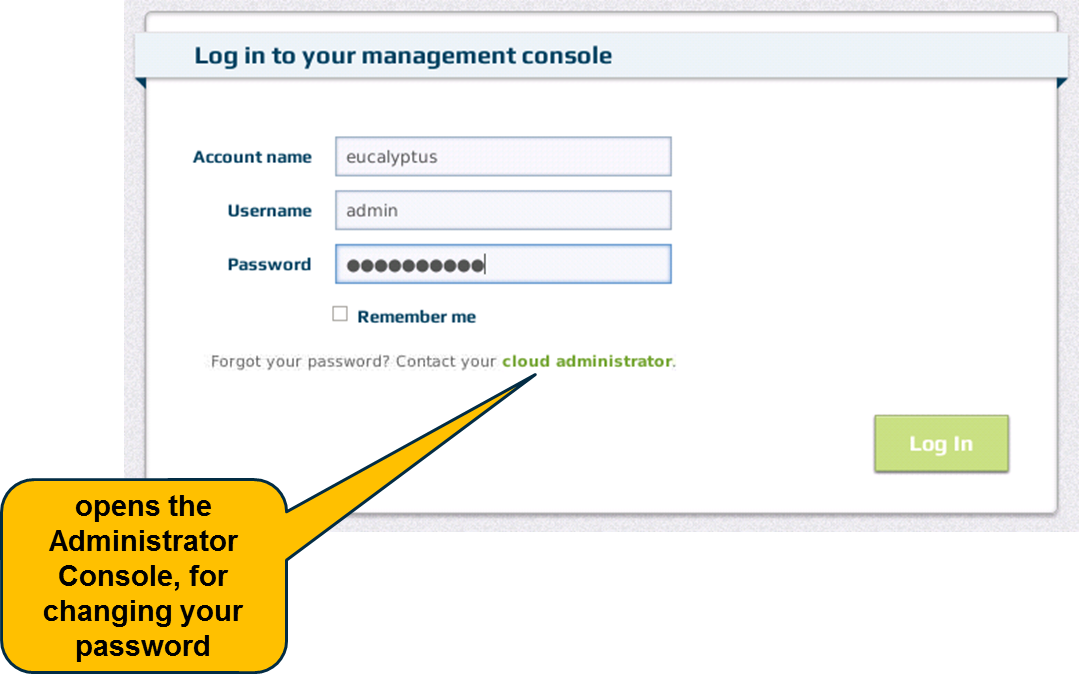 Log in to your management console
Account name eucalyptus
Username admin
Password ●●●●●●●●●●
Remember me
Forgot your password? Contact your cloud administrator.
Log In
opens the
Administrator
Console, for
changing your
password